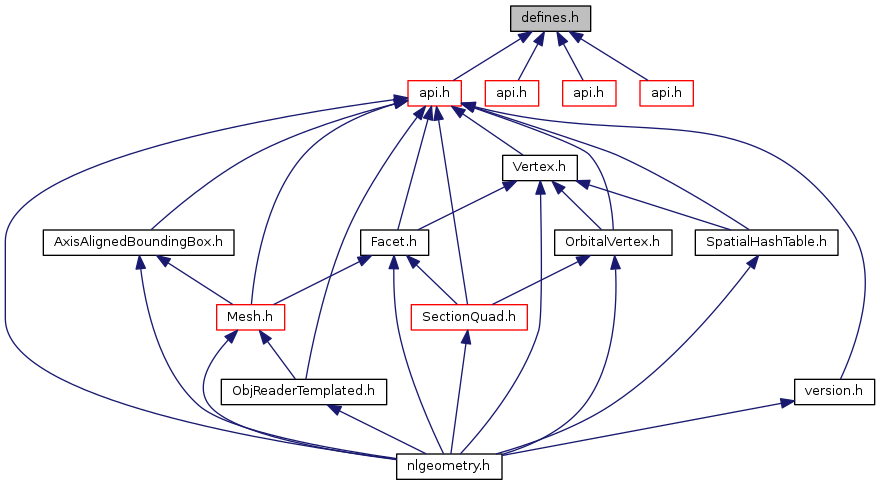 defines.h
api.h
api.h
api.h
api.h
Vertex.h
AxisAlignedBoundingBox.h
Facet.h
OrbitalVertex.h
SpatialHashTable.h
Mesh.h
SectionQuad.h
ObjReaderTemplated.h
version.h
nlgeometry.h